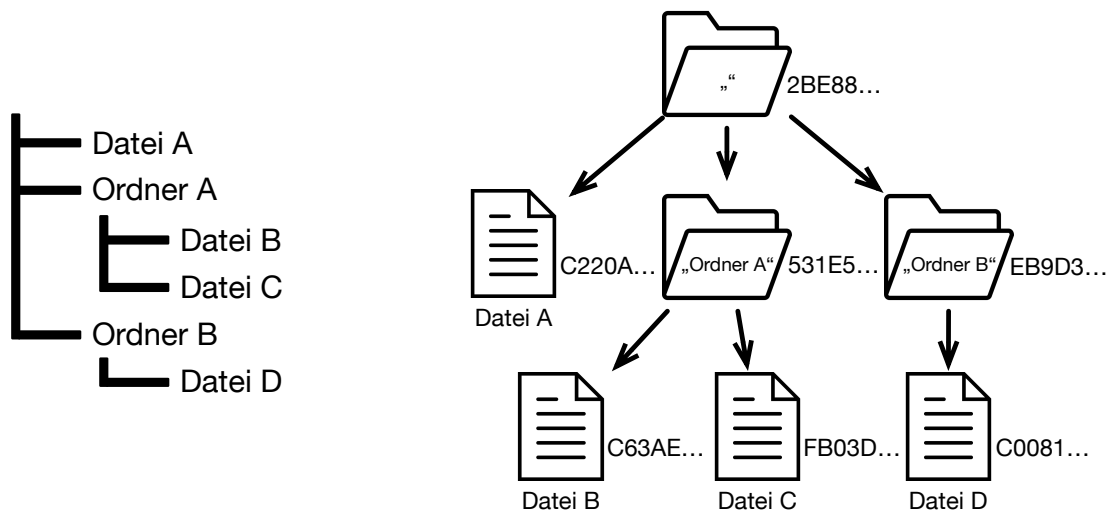 Datei A
Ordner A
Datei B
Datei C
Ordner B
Datei D
„“
2BE88…
C220A…
Datei A
„Ordner A“
531E5…
„Ordner B“
EB9D3…
C63AE…
Datei B
FB03D…
Datei C
C0081…
Datei D